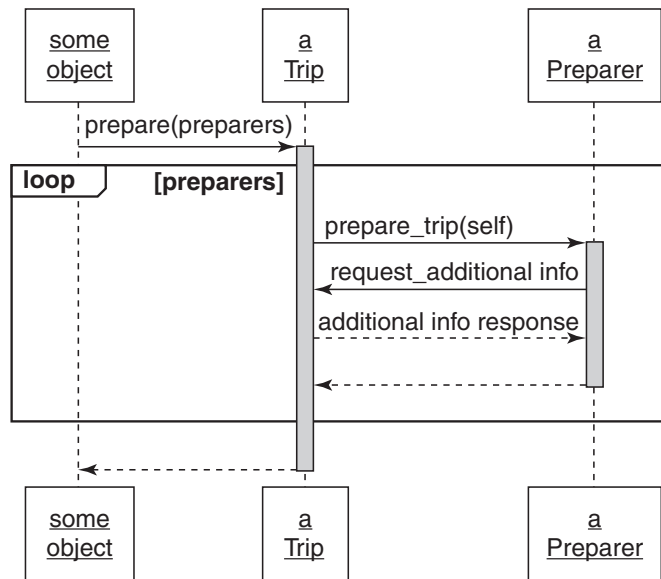 some
object
a
Trip
a
Preparer
prepare(preparers)
loop
[preparers]
prepare_trip(self)
request_additional info
additional info response
some
object
a
Trip
a
Preparer